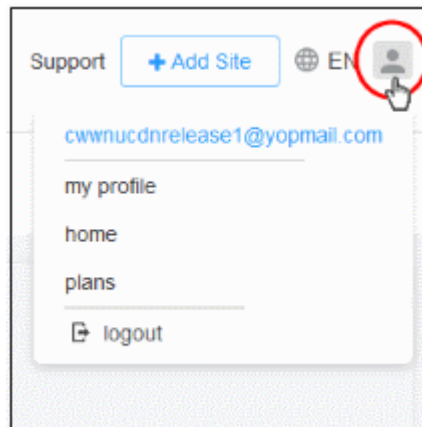 Support + Add Site EN
cwwnucdnrelease1@yopmail.com
my profile
home
plans
logout